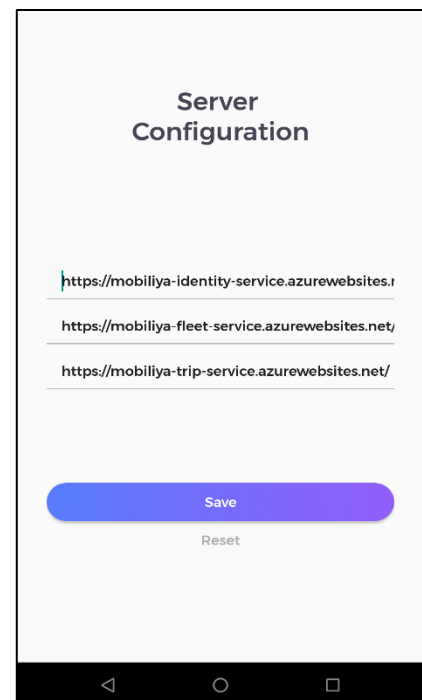 Server
Configuration
https://mobiliya-identity-service.azurewebsites.r
https://mobiliya-fleet-service.azurewebsites.net/
https://mobiliya-trip-service.azurewebsites.net/
Save
Reset